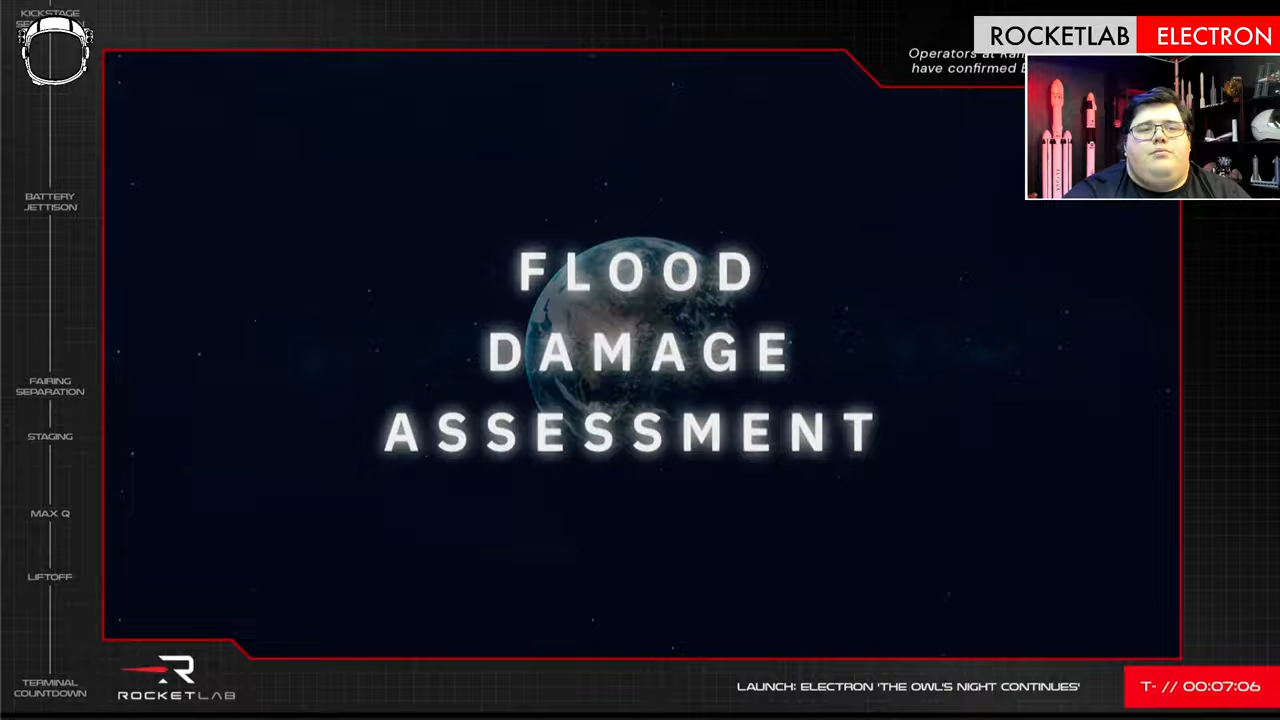 KICKSTAGE
ROCKETLAB ELECTRON
Operators at
have confirmed
BATTERY
JETTISON
FLOOD
DAMAGE
ASSESSMENT
FAIRING
SEPARATION
STAGING
MAX Q
LIFTOFF
TERMINAL
COUNTDOWN
ROCKETLAB
LAUNCH: ELECTRON 'THE OWL'S NIGHT CONTINUES'
T- // 00:07:06